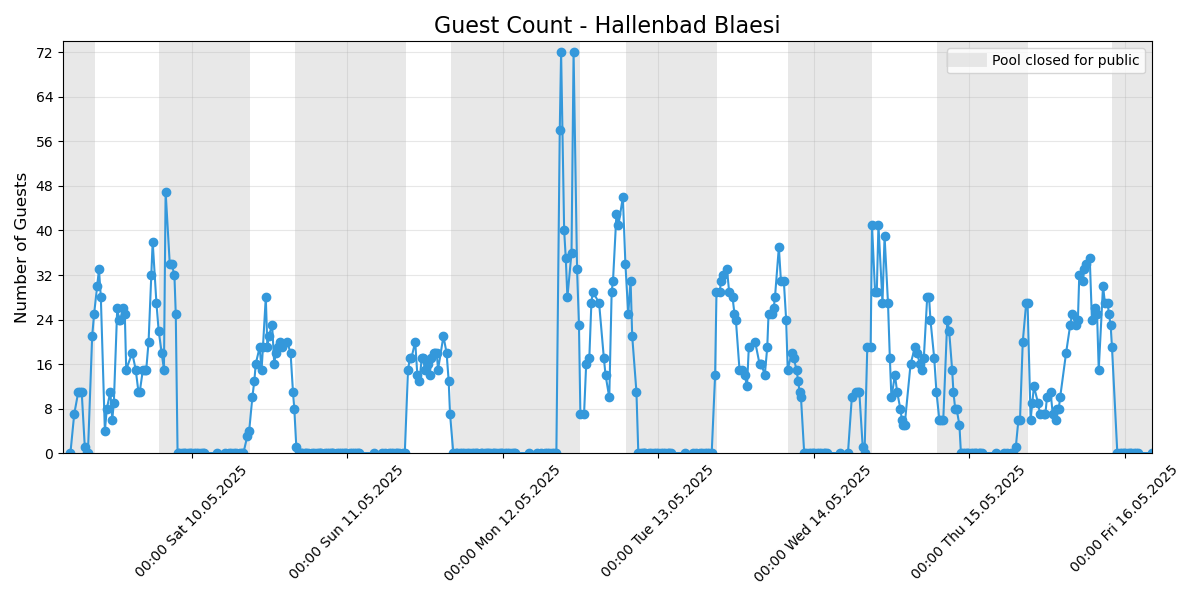 Guest Count - Hallenbad Blaesi
Pool closed for public
Number of Guests
72
64
56
48
40
32
24
16
8
0
00:00 Sat 10.05.2025
00:00 Sun 11.05.2025
00:00 Mon 12.05.2025
00:00 Tue 13.05.2025
00:00 Wed 14.05.2025
00:00 Thu 15.05.2025
00:00 Fri 16.05.2025